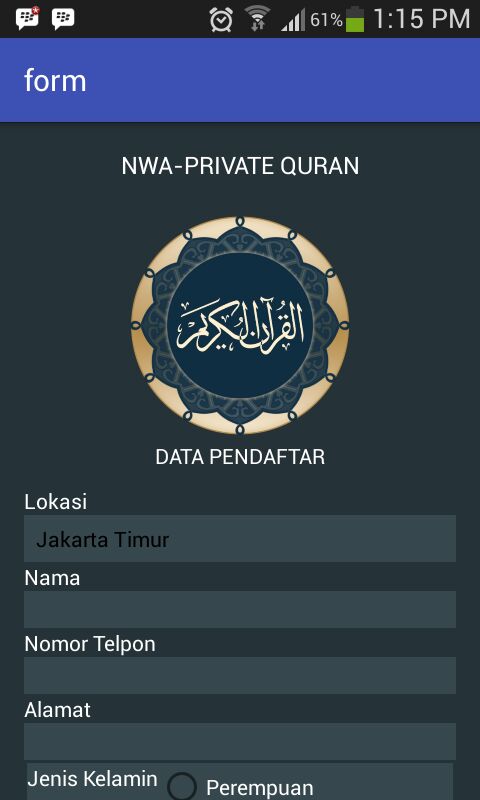 61% 1:15 PM
form
NWA-PRIVATE QURAN
القرآن الكريم
DATA PENDAFTAR
Lokasi
Jakarta Timur
Nama
Nomor Telpon
Alamat
Jenis Kelamin Perempuan